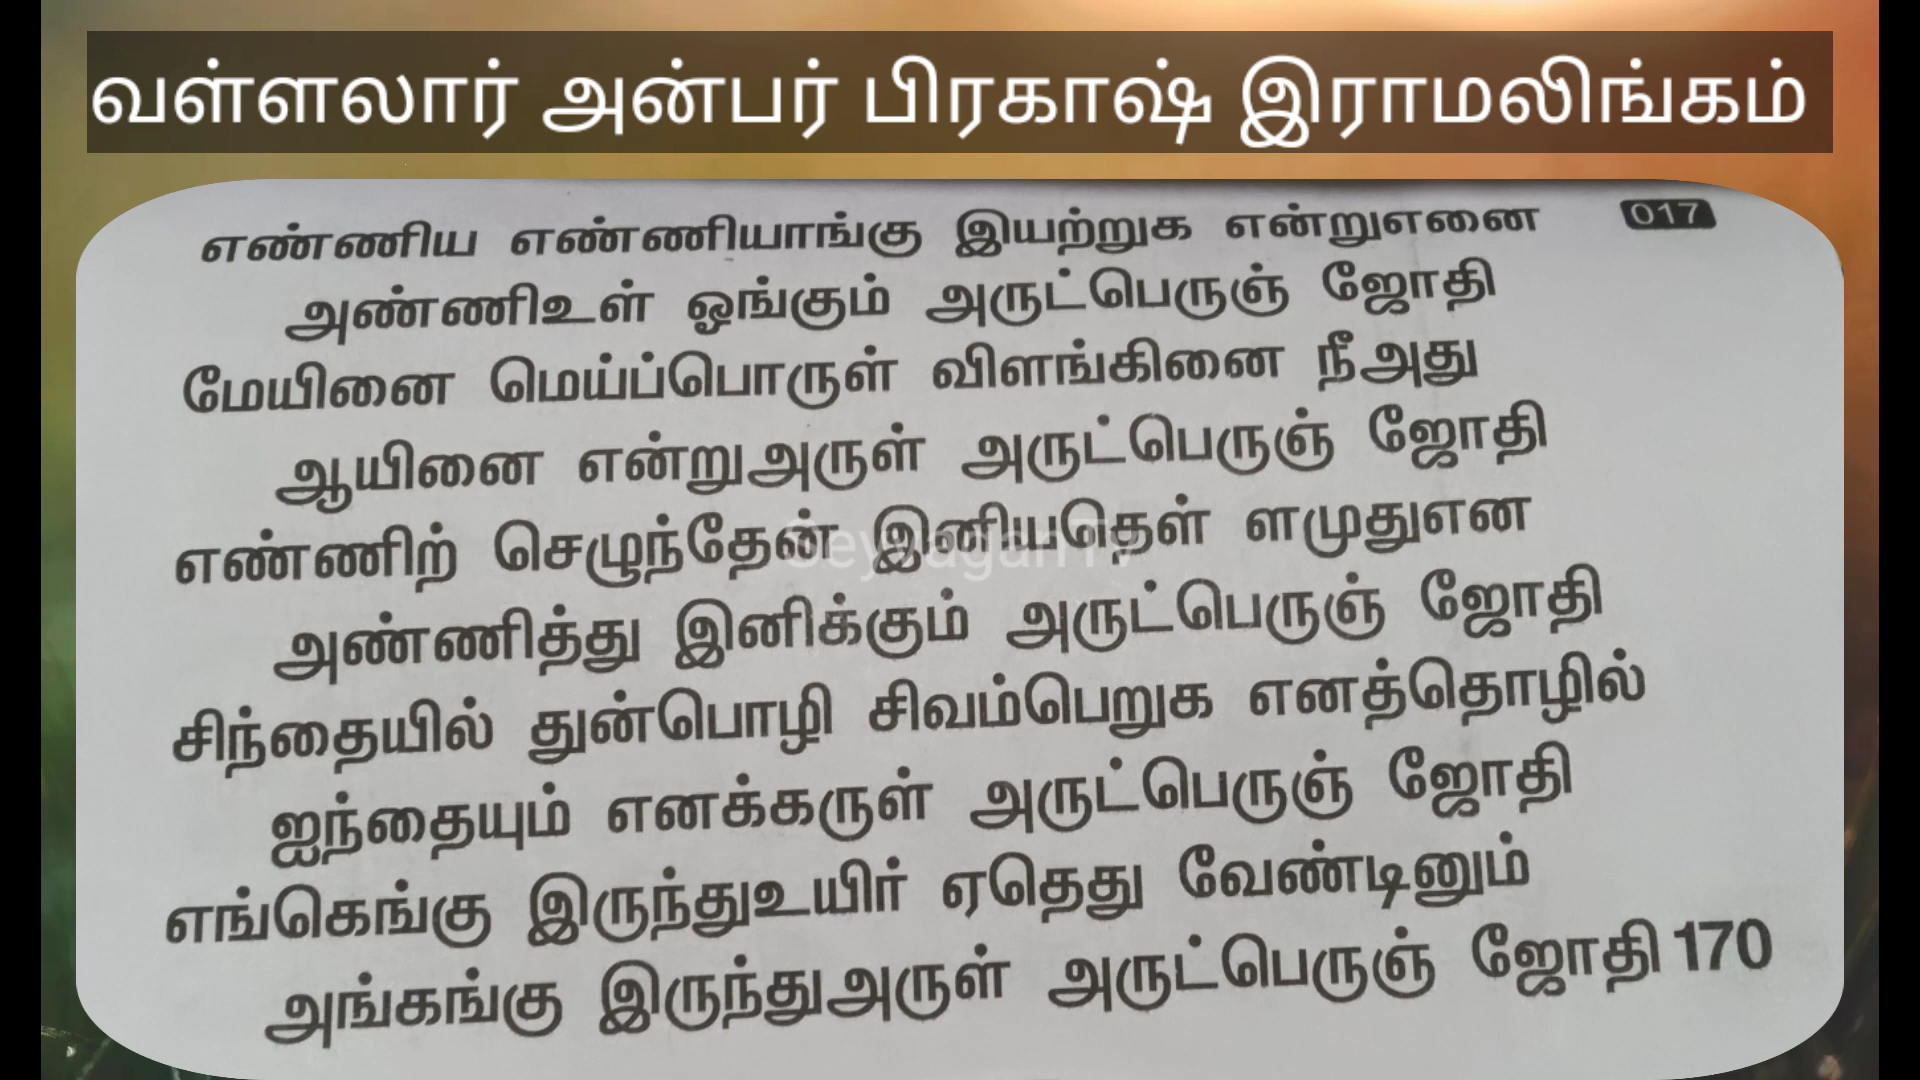 வள்ளலார் அன்பர் பிரகாஷ் இராமலிங்கம்
எண்ணிய எண்ணியாங்கு இயற்றுக என்றுஎனை 017
அண்ணிஉள் ஓங்கும் அருட்பெருஞ் ஜோதி
மேயினை மெய்ப்பொருள் விளங்கினை நீஅது
ஆயினை என்றுஅருள் அருட்பெருஞ் ஜோதி
எண்ணிற் செழுந்தேன் இனியதெள் ளமுதுஎன
SeyyaganTv
அண்ணித்து இனிக்கும் அருட்பெருஞ் ஜோதி
சிந்தையில் துன்பொழி சிவம்பெறுக எனத்தொழில்
ஐந்தையும் எனக்கருள் அருட்பெருஞ் ஜோதி
எங்கெங்கு இருந்துஉயிர் ஏதெது வேண்டினும்
அங்கங்கு இருந்துஅருள் அருட்பெருஞ் ஜோதி 170